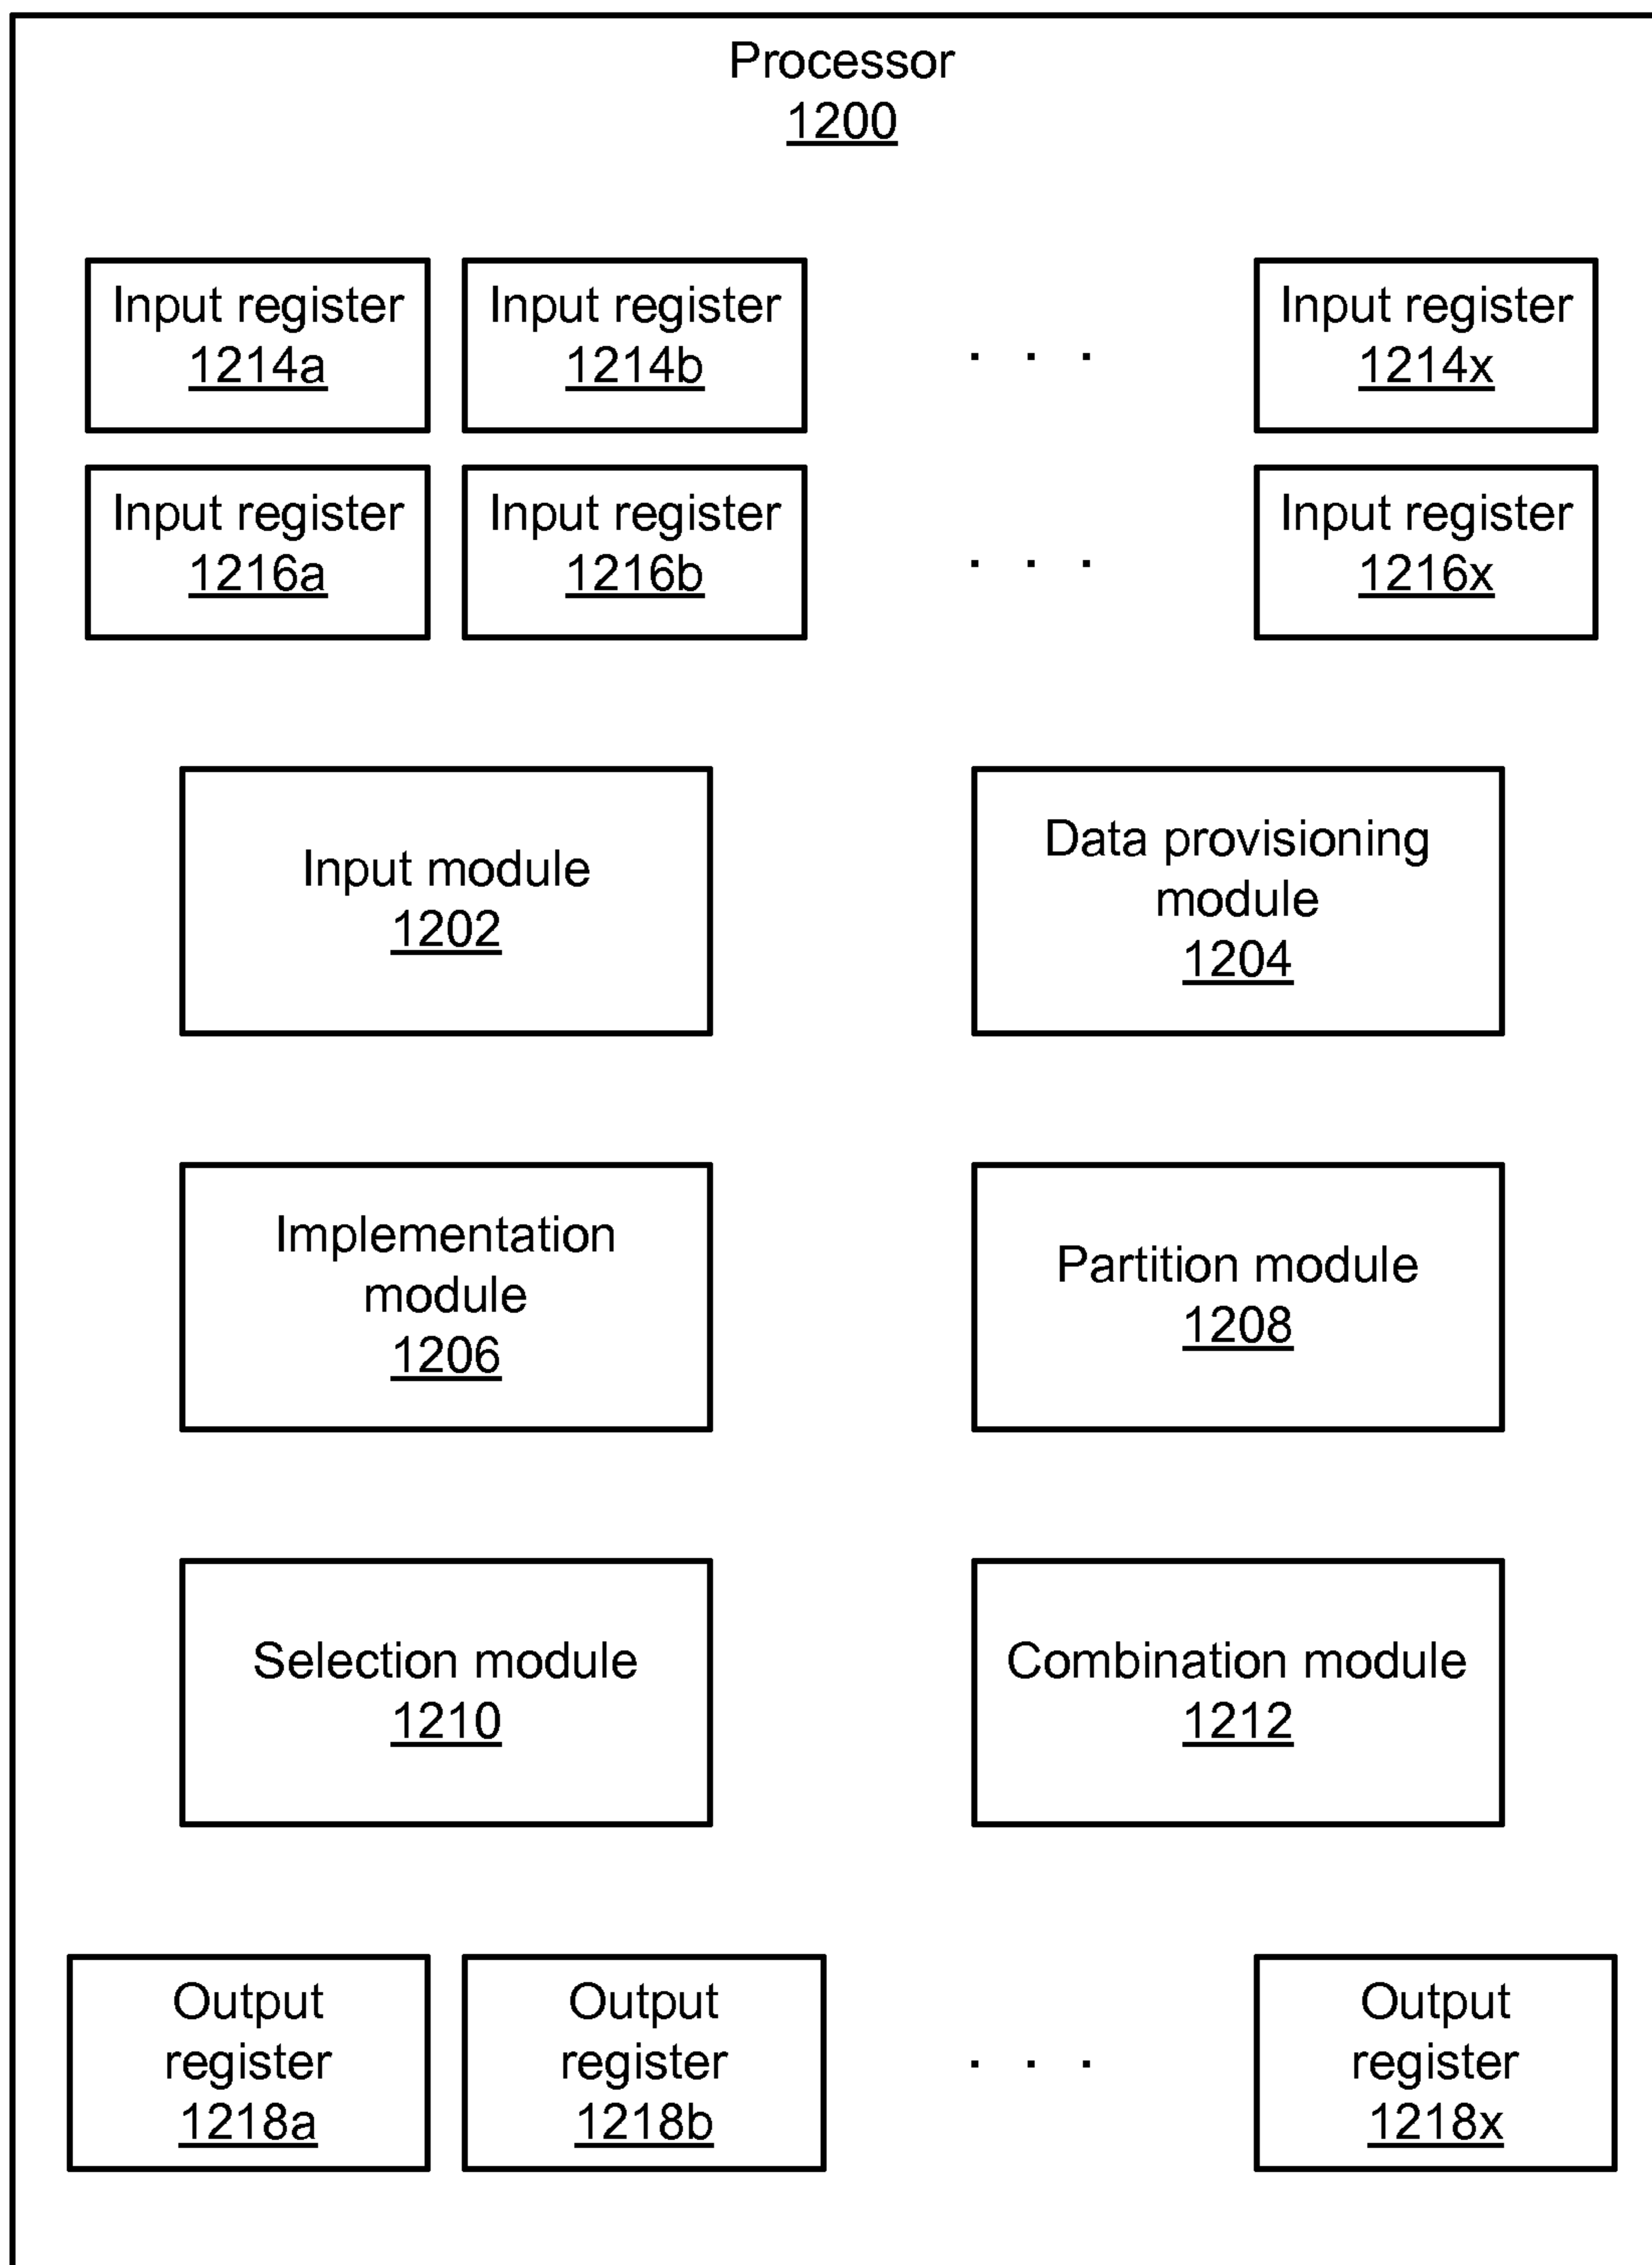 Processor
1200
Input register
1214a
Input register
1214b
. . .
Input register
1214x
Input register
1216a
Input register
1216b
. . .
Input register
1216x
Input module
1202
Data provisioning
module
1204
Implementation
module
1206
Partition module
1208
Selection module
1210
Combination module
1212
Output
register
1218a
Output
register
1218b
. . .
Output
register
1218x